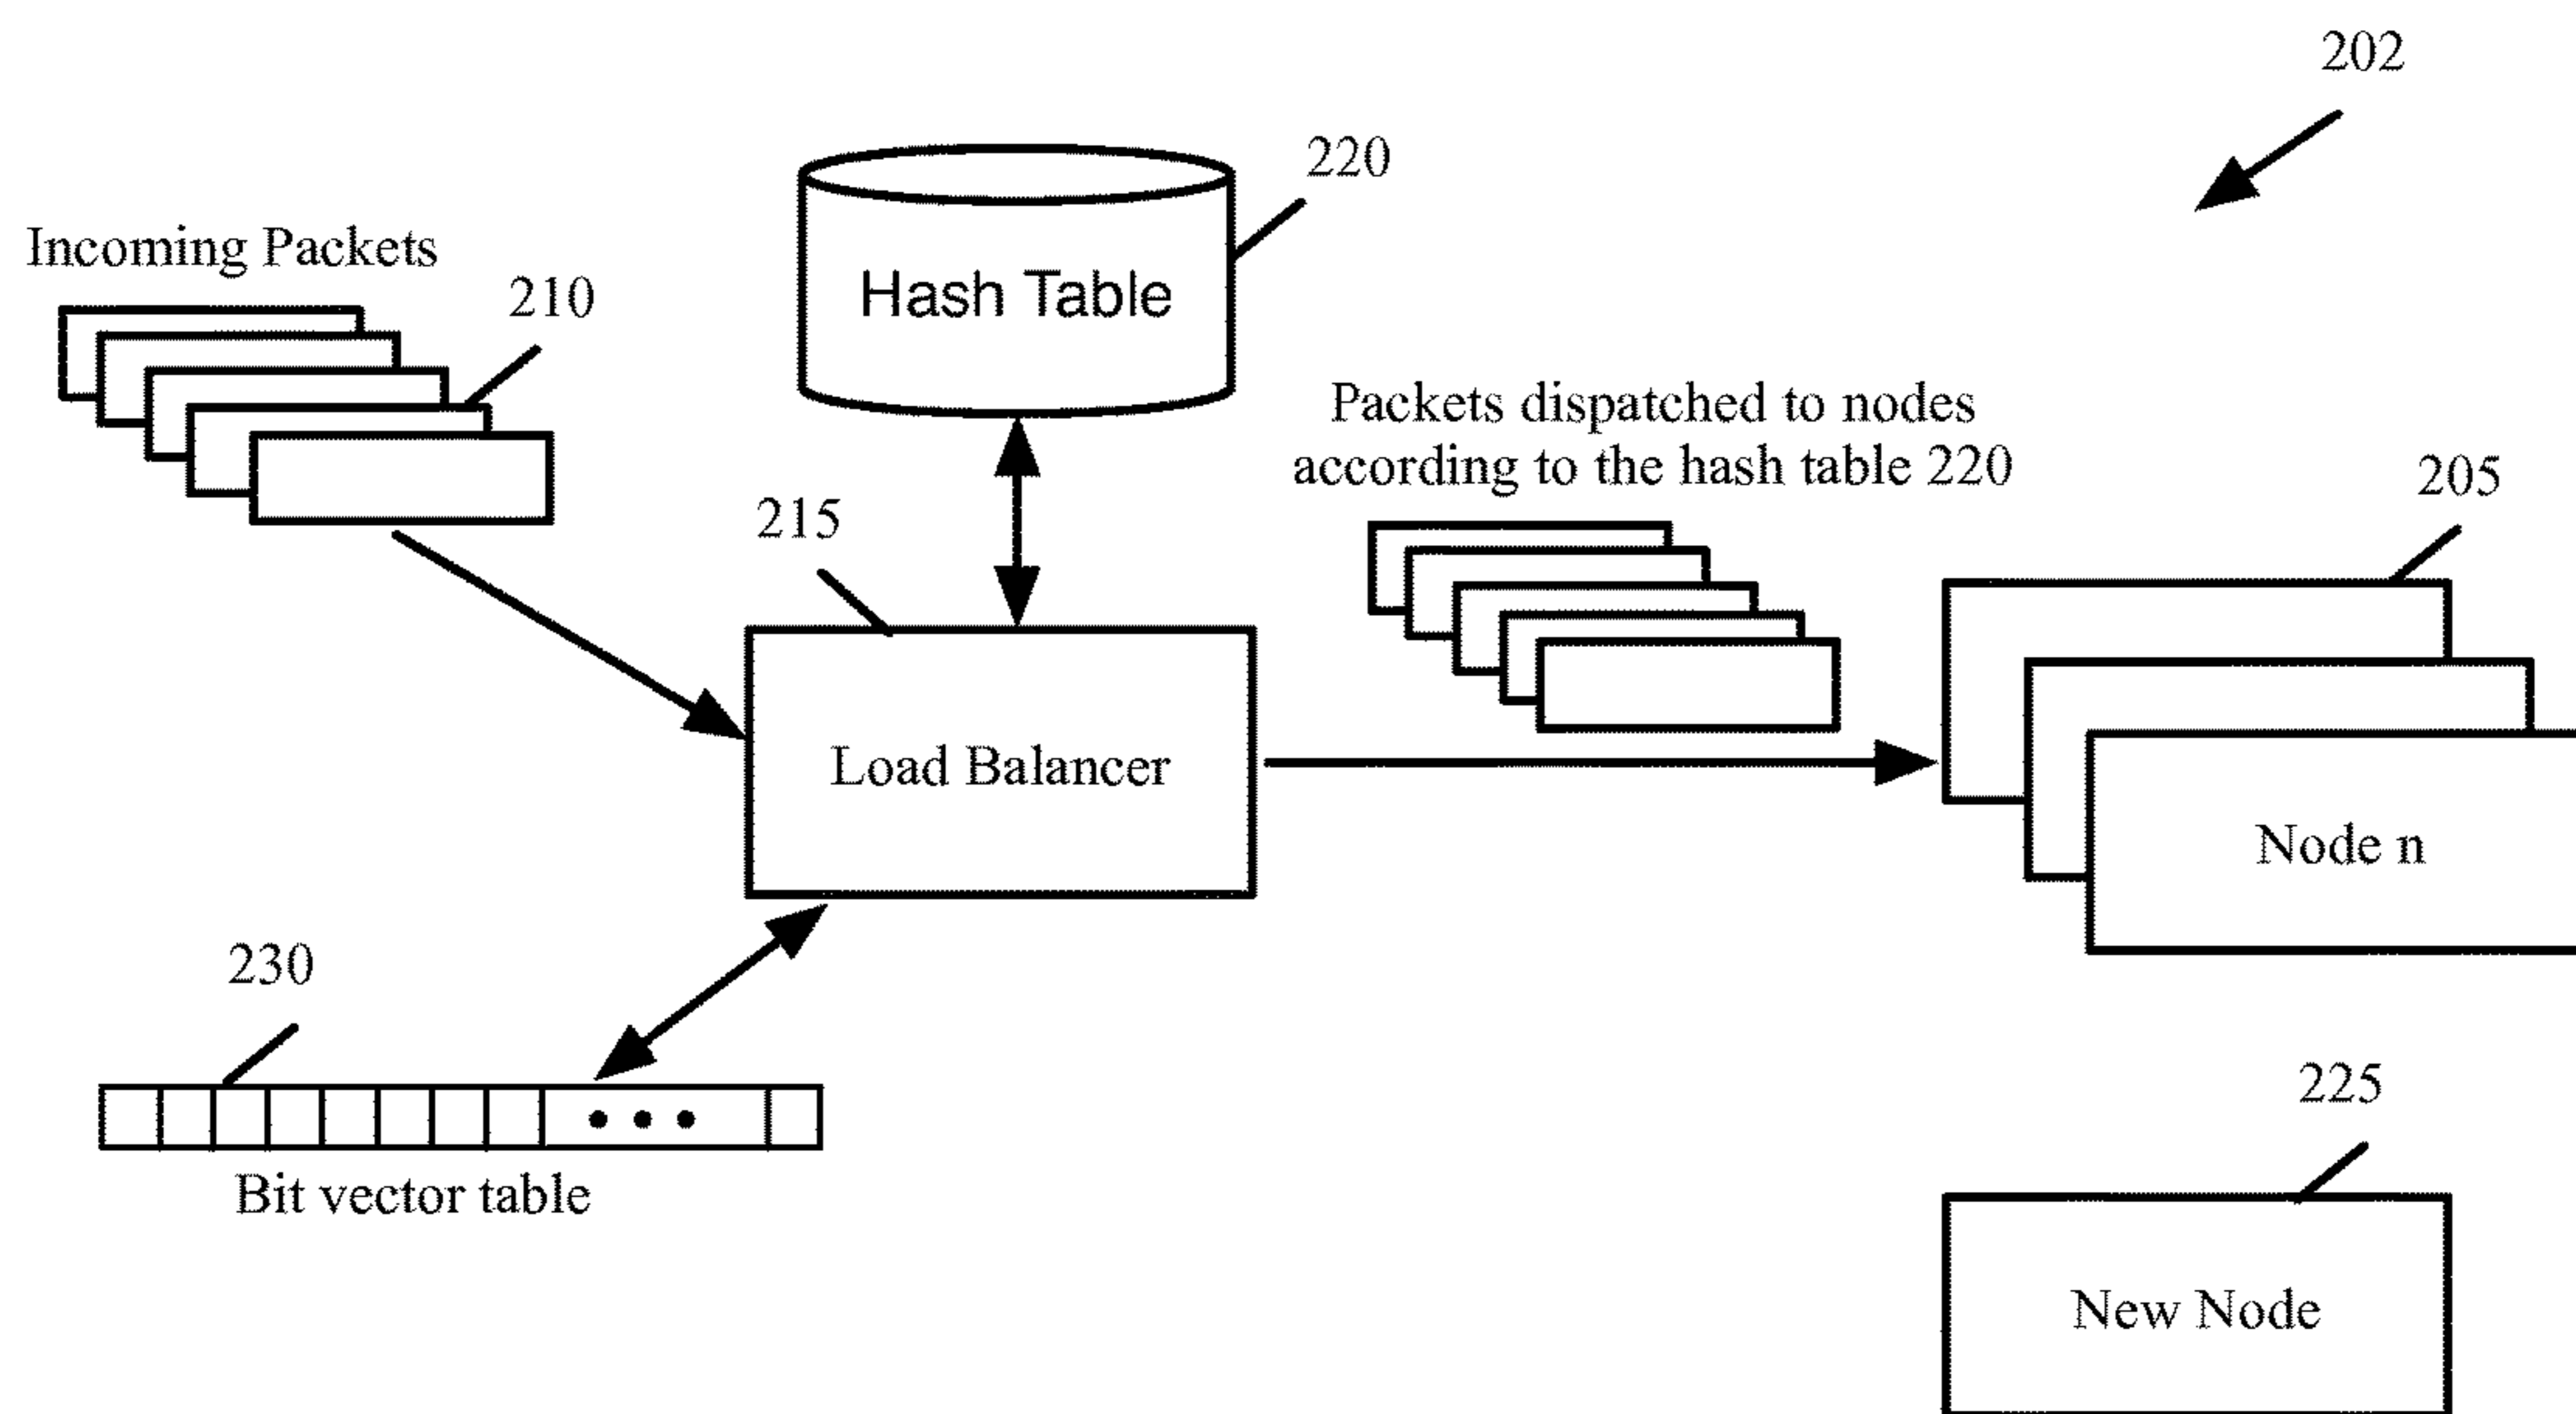 202
220
Incoming Packets
210
Hash Table
Packets dispatched to nodes
according to the hash table 220
205
215
Load Balancer
Node n
230
225
Bit vector table
New Node